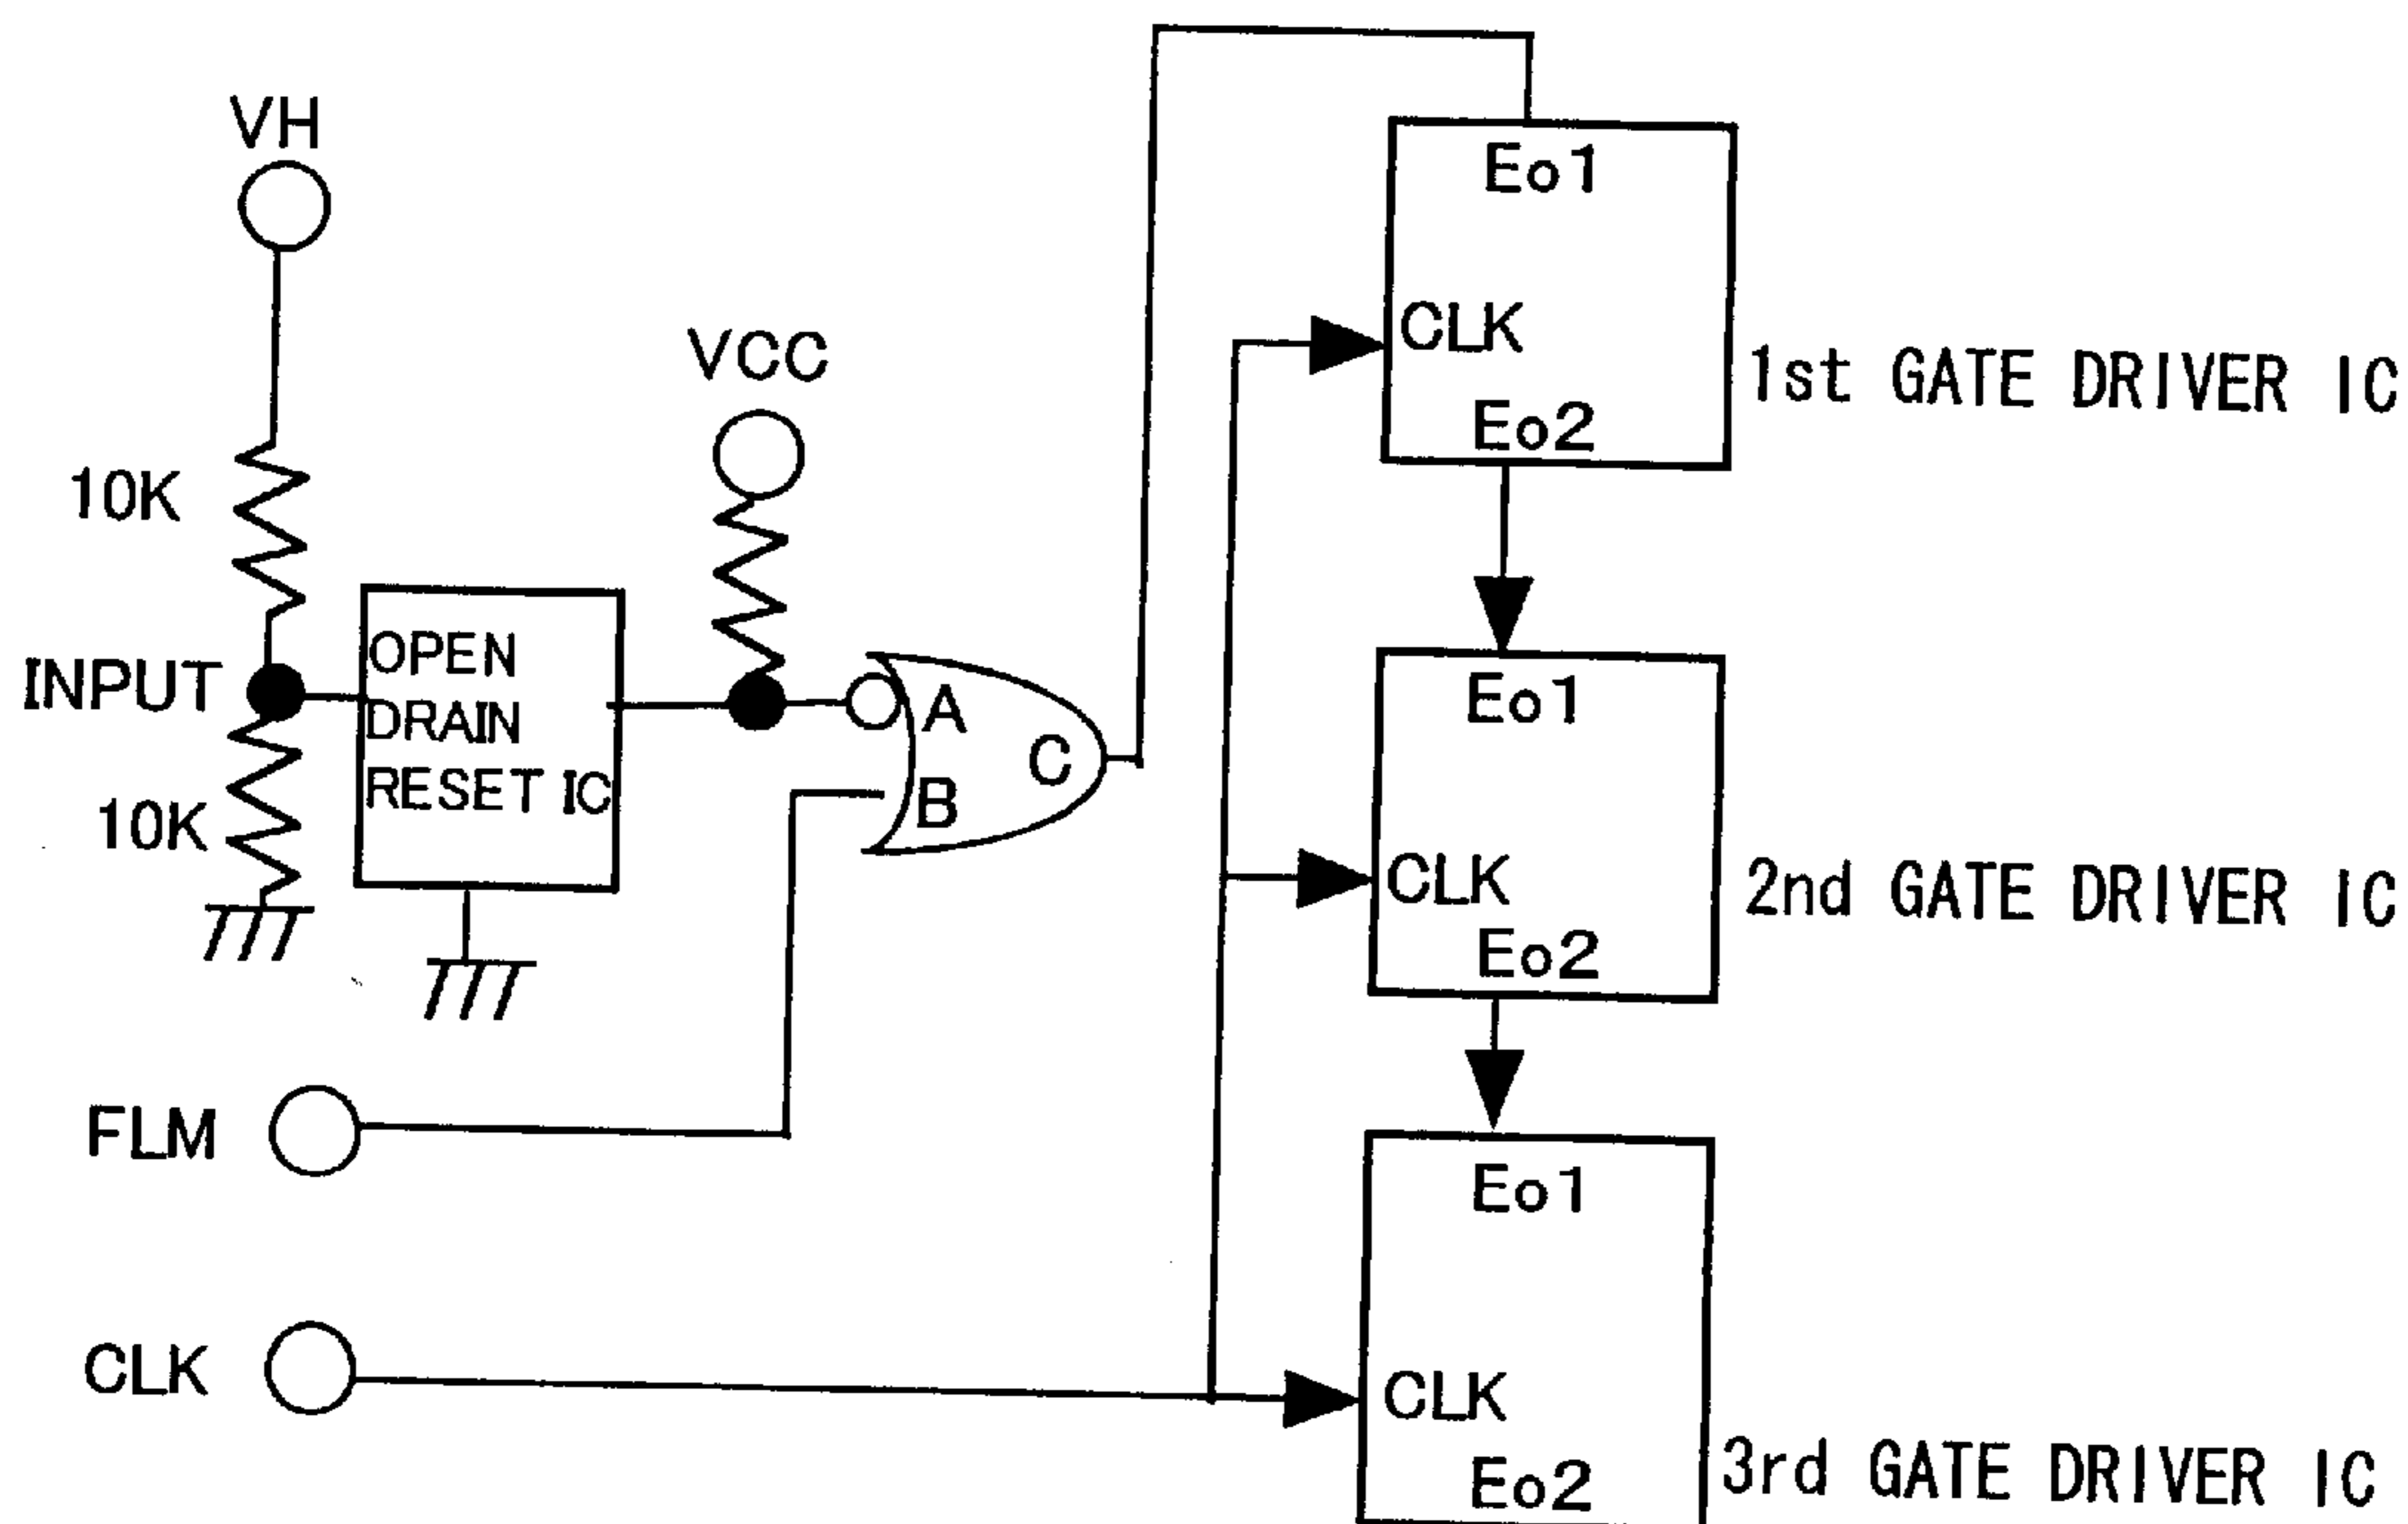 VH
10K
INPUT
10K
OPEN
DRAIN
RESET IC
VCC
A
B
C
FLM
CLK
Eo1
CLK
Eo2
1st GATE DRIVER IC
Eo1
CLK
Eo2
2nd GATE DRIVER IC
Eo1
CLK
Eo2
3rd GATE DRIVER IC